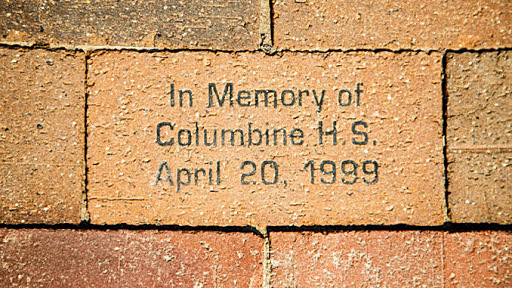 In Memory of
Columbine H.S.
April 20, 1999